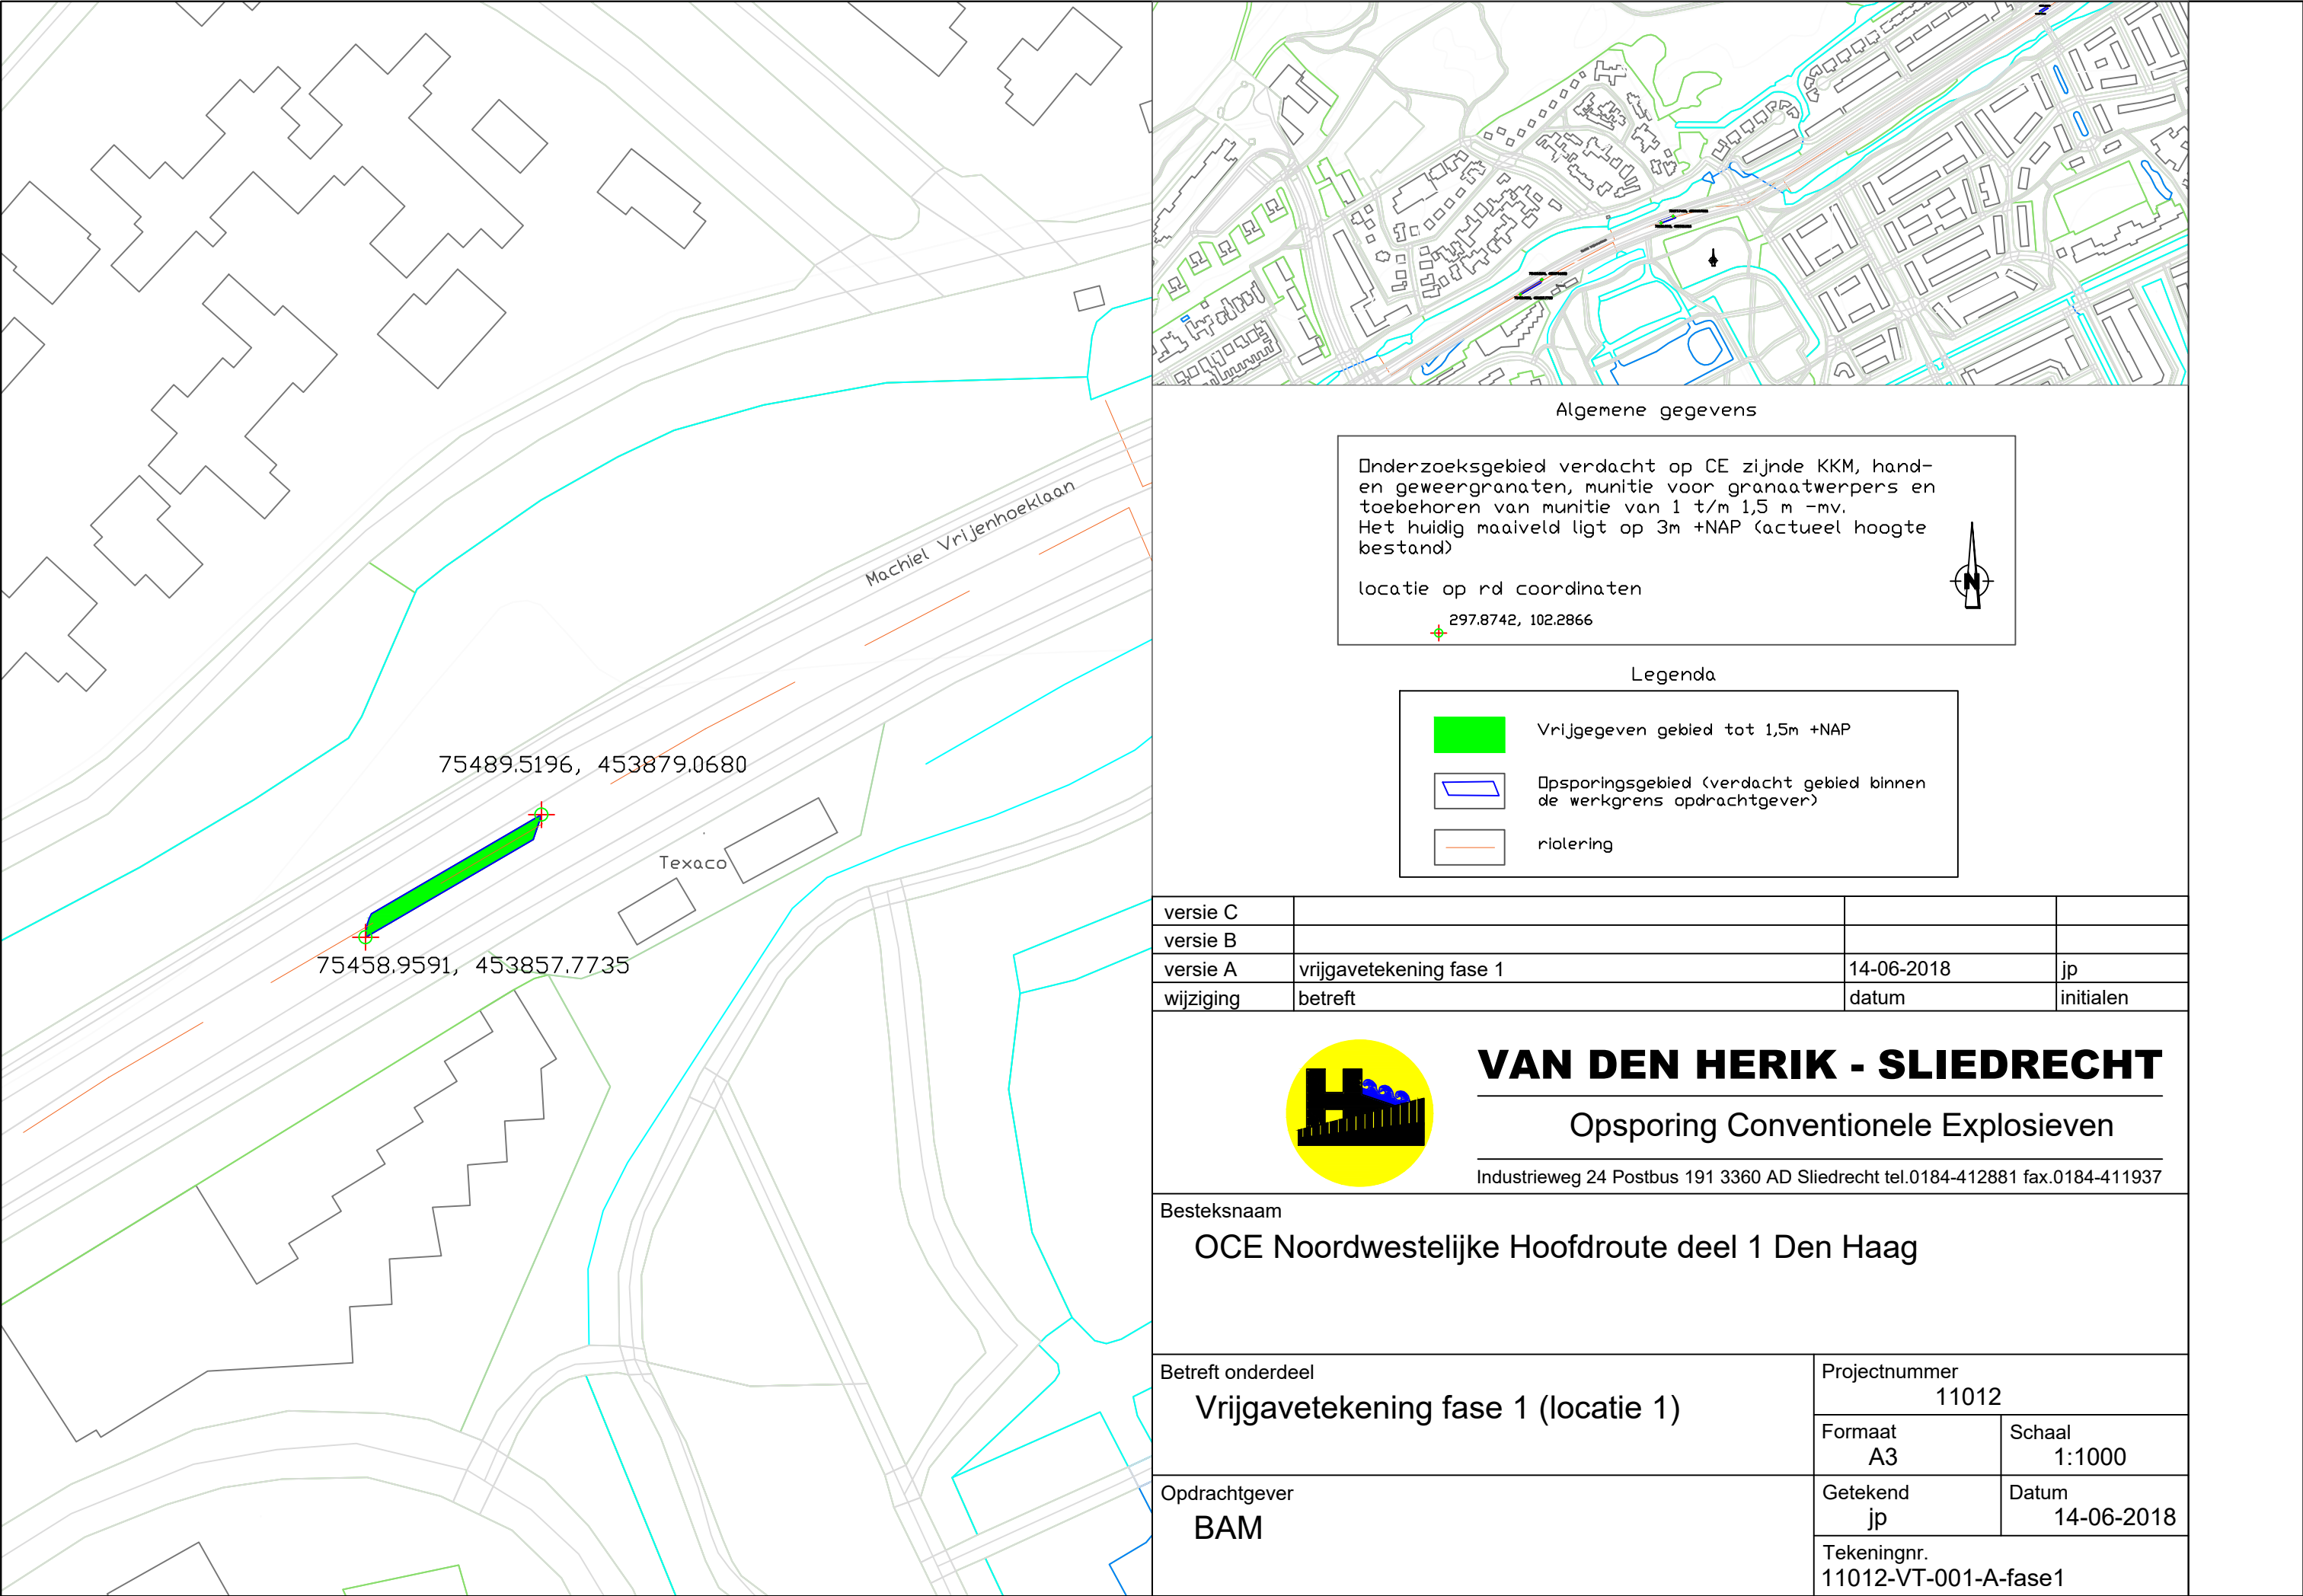 Machiel Vrijenhoeklaan
75489.5196, 453879.0680
Texaco
75458.9591, 453857.7735
Algemene gegevens
Onderzoeksgebied verdacht op CE zijnde KKM, hand-
en geweergranaten, munitie voor granaatwerpers en
toebehoren van munitie van 1 t/m 1,5 m -mv.
Het huidig maaiveld ligt op 3m +NAP (actueel hoogte
bestand)
locatie op rd coordinaten
297.8742, 102.2866
N
Legenda
Vrijgegeven gebied tot 1,5m +NAP
Opsporingsgebied (verdacht gebied binnen
de werkgrens opdrachtgever)
riolering
versie C
versie B
versie A vrijgavetekening fase 1 14-06-2018 jp
wijziging betreft datum initialen
H
VAN DEN HERIK - SLIEDRECHT
Opsporing Conventionele Explosieven
Industrieweg 24 Postbus 191 3360 AD Sliedrecht tel.0184-412881 fax.0184-411937
Besteksnaam
OCE Noordwestelijke Hoofdroute deel 1 Den Haag
Betreft onderdeel
Vrijgavetekening fase 1 (locatie 1)
Projectnummer
11012
Formaat
A3
Schaal
1:1000
Opdrachtgever
BAM
Getekend
jp
Datum
14-06-2018
Tekeningnr.
11012-VT-001-A-fase1